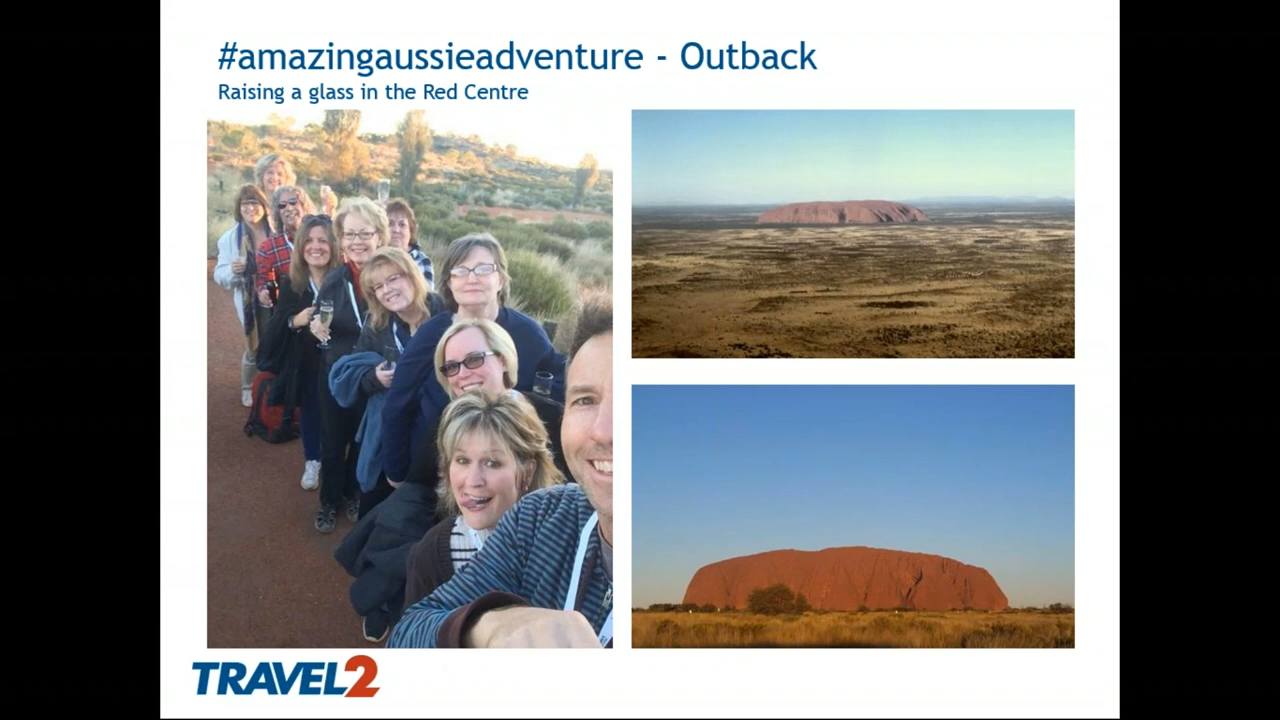 #amazingaussieadventure - Outback
Raising a glass in the Red Centre
TRAVEL2